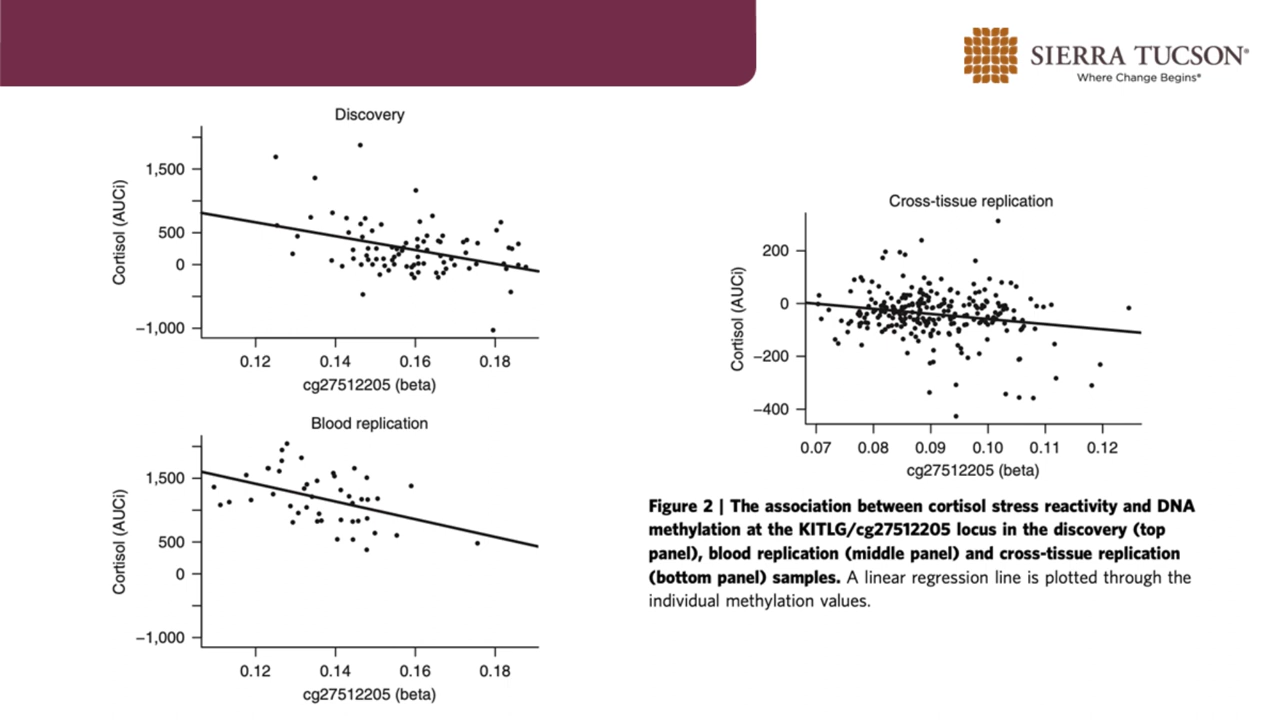 SIERRA TUCSON®
Where Change Begins®
Discovery
1,500
500
0
−1,000
Cortisol (AUCi)
0.12 0.14 0.16 0.18
cg27512205 (beta)
Blood replication
1,500
500
0
−1,000
Cortisol (AUCi)
0.12 0.14 0.16 0.18
cg27512205 (beta)
Cross-tissue replication
200
0
−200
−400
Cortisol (AUCi)
0.07 0.08 0.09 0.10 0.11 0.12
cg27512205 (beta)
Figure 2 | The association between cortisol stress reactivity and DNA
methylation at the KITLG/cg27512205 locus in the discovery (top
panel), blood replication (middle panel) and cross-tissue replication
(bottom panel) samples. A linear regression line is plotted through the
individual methylation values.